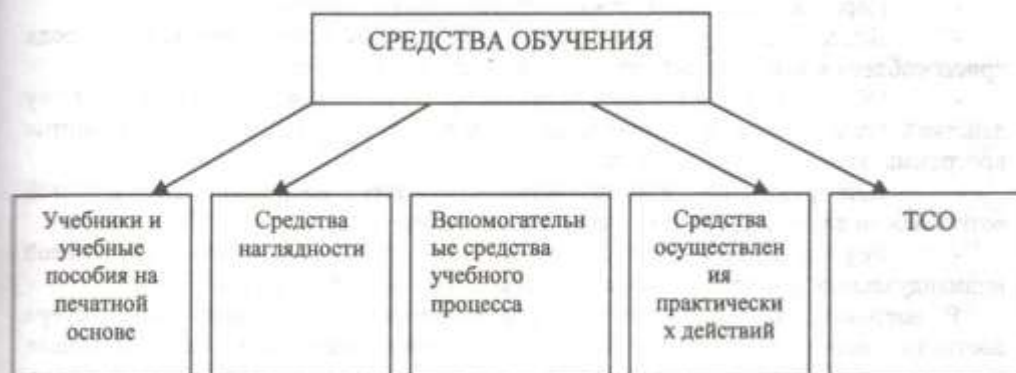 СРЕДСТВА ОБУЧЕНИЯ
Учебники и
учебные
пособия на
печатной
основе
Средства
наглядности
Вспомогательн
ые средства
учебного
процесса
Средства
осуществлен
ия
практически
х действий
ТСО